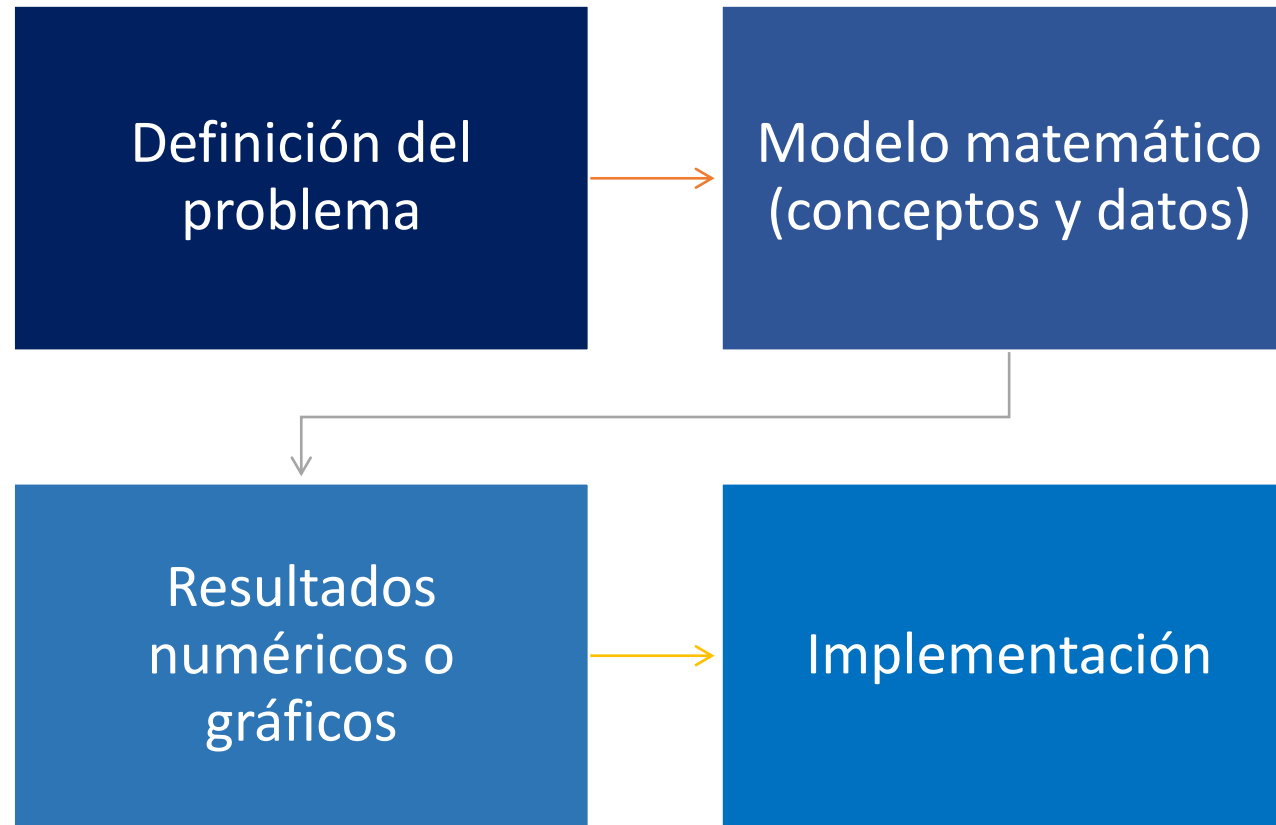 Definición del
problema
Modelo matemático
(conceptos y datos)
Resultados
numéricos o
gráficos
Implementación